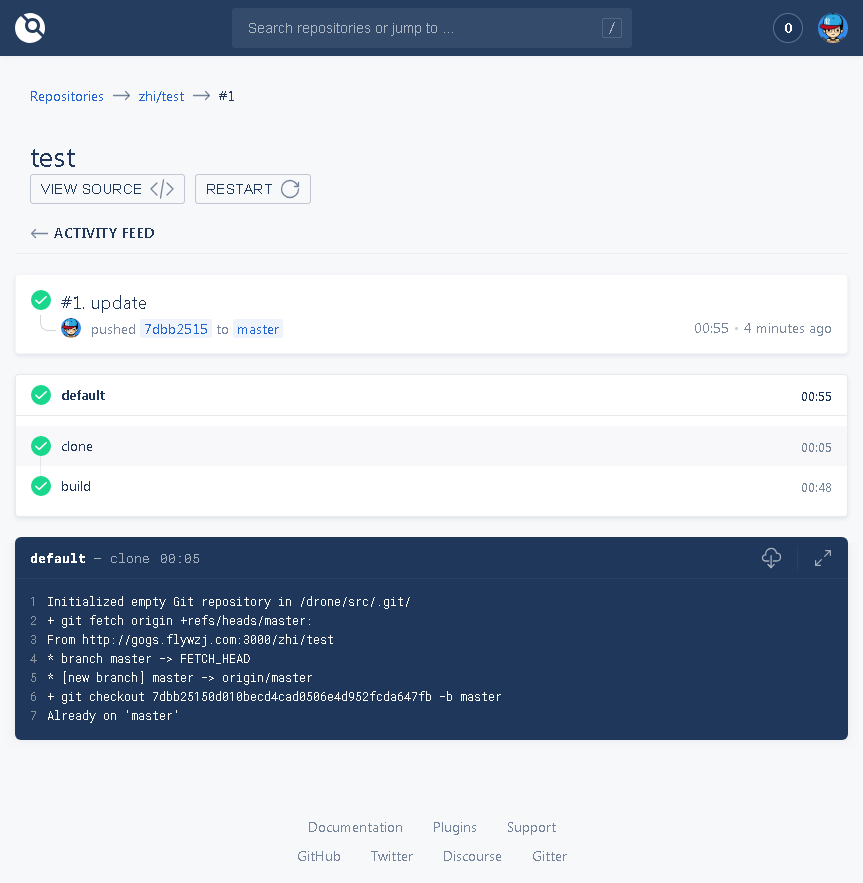 Search repositories or jump to ... / 0
Repositories → zhi/test → #1
test
VIEW SOURCE </> RESTART
← ACTIVITY FEED
#1. update
pushed 7dbb2515 to master 00:55 • 4 minutes ago
default 00:55
clone 00:05
build 00:48
default — clone 00:05
1 Initialized empty Git repository in /drone/src/.git/
2 + git fetch origin +refs/heads/master:
3 From http://gogs.flywzj.com:3000/zhi/test
4 * branch master -> FETCH_HEAD
5 * [new branch] master -> origin/master
6 + git checkout 7dbb25150d010becd4cad0506e4d952fcda647fb -b master
7 Already on 'master'
Documentation Plugins Support
GitHub Twitter Discourse Gitter